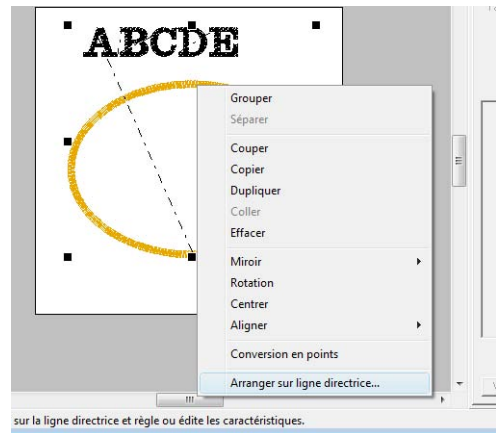 ABCDE
Grouper
Séparer
Couper
Copier
Dupliquer
Coller
Effacer
Miroir
Rotation
Centrer
Aligner
Conversion en points
Arranger sur ligne directrice...
sur la ligne directrice et règle ou édite les caractéristiques.